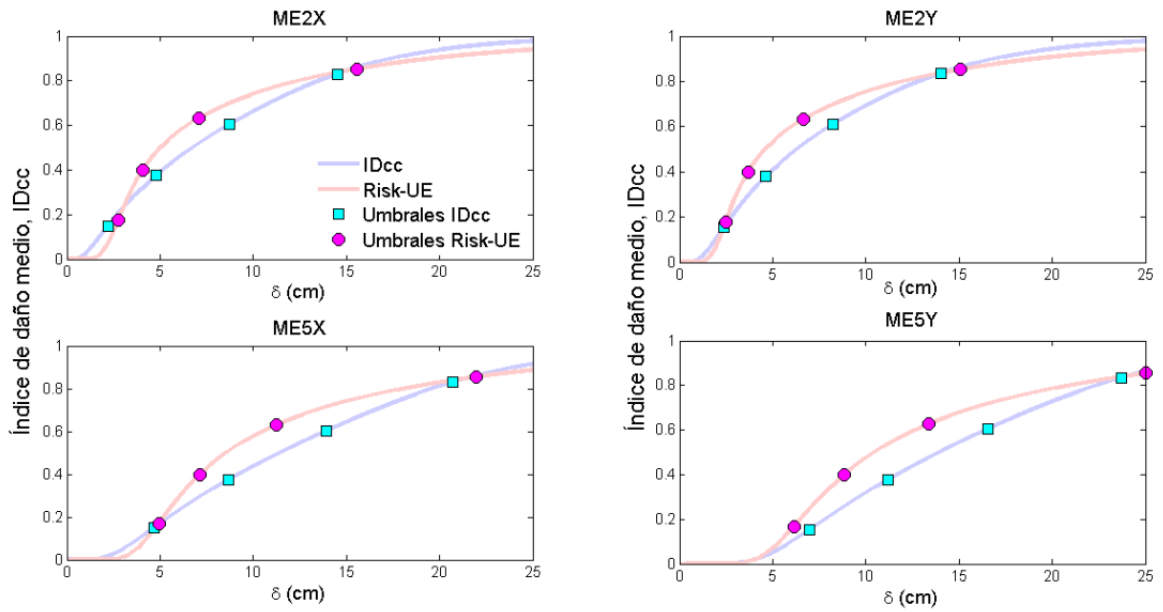 ME2X
1
0.8
0.6
0.4
0.2
0
0 5 10 15 20 25
δ (cm)
IDcc
Risk-UE
Umbrales IDcc
Umbrales Risk-UE
ME2Y
1
0.8
0.6
0.4
0.2
0
0 5 10 15 20 25
δ (cm)
Índice de daño medio, IDcc
Índice de daño medio, IDcc
ME5X
1
0.8
0.6
0.4
0.2
0
0 5 10 15 20 25
δ (cm)
ME5Y
1
0.8
0.6
0.4
0.2
0
0 5 10 15 20 25
δ (cm)